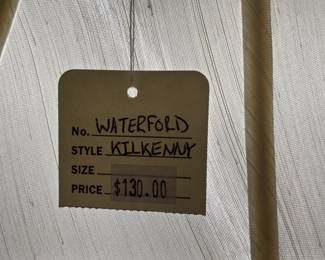 No. WATERFORD
STYLE KILKENNY
SIZE
PRICE $130.00